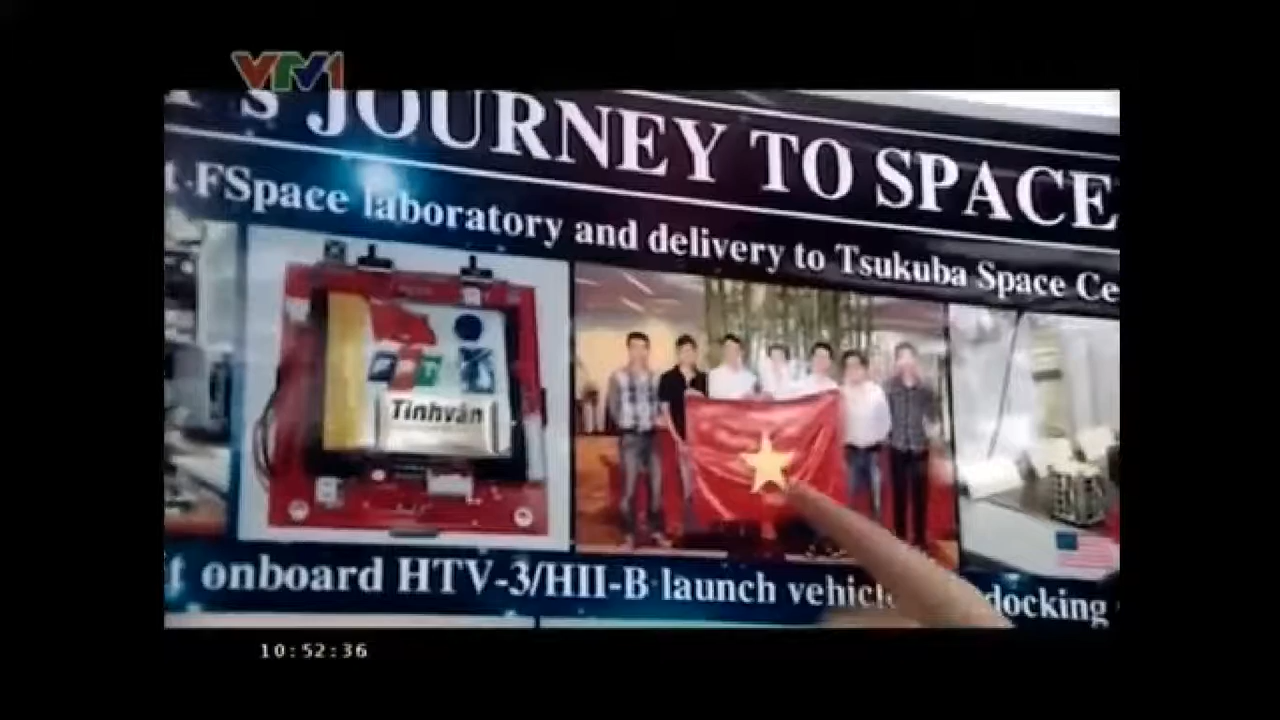 VTV1
's JOURNEY TO SPACE
t FSpace laboratory and delivery to Tsukuba Space Ce
FPT
Tinhvân
t onboard HTV-3/HII-B launch vehicle docking
10:52:36